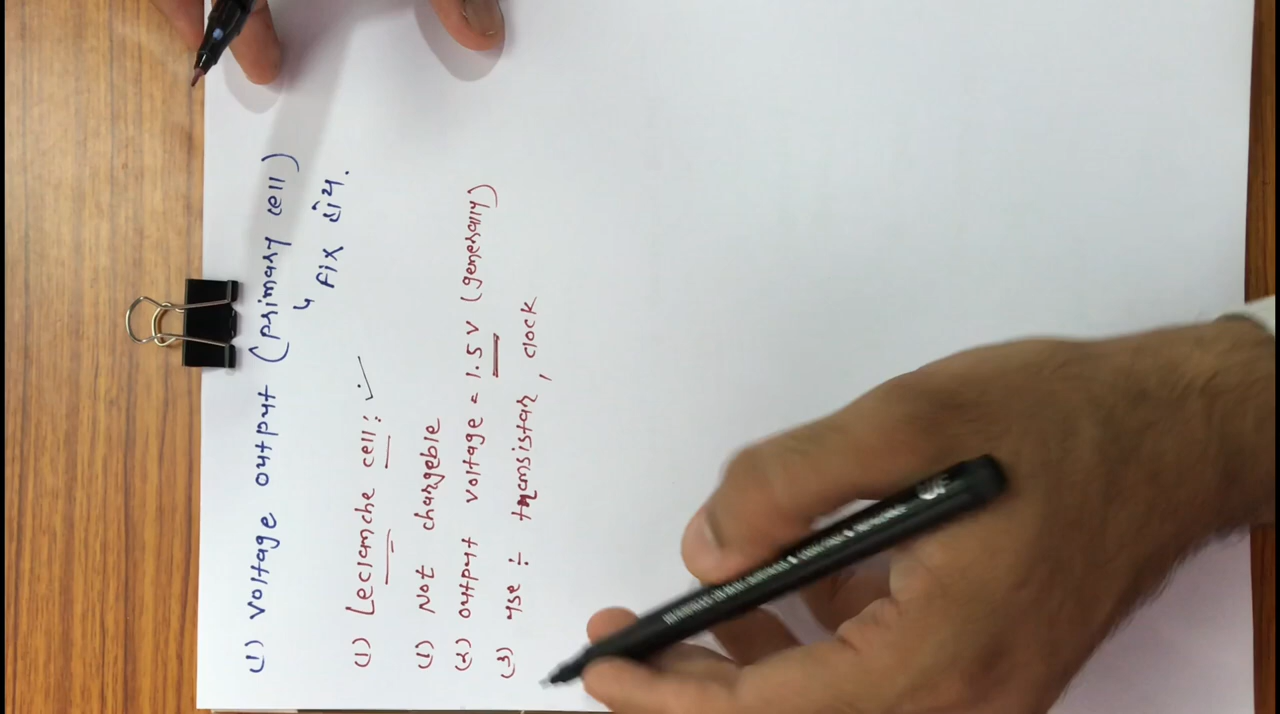 (1) voltage output (primary cell)
↳ Fix होय.
(1) Leclanche cell: ✓
(1) Not chargeble
(2) output voltage = 1.5 V (generally)
(3) use ÷ transistar, clock